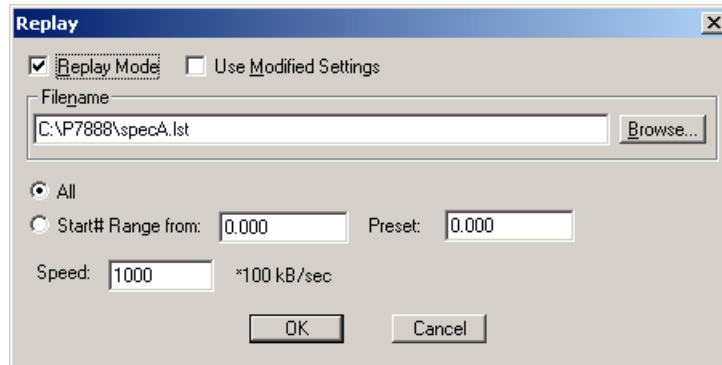 Replay
Replay Mode Use Modified Settings
Filename
C:\P7888\specA.lst Browse...
All
Start# Range from: 0.000 Preset: 0.000
Speed: 1000 *100 kB/sec
OK Cancel